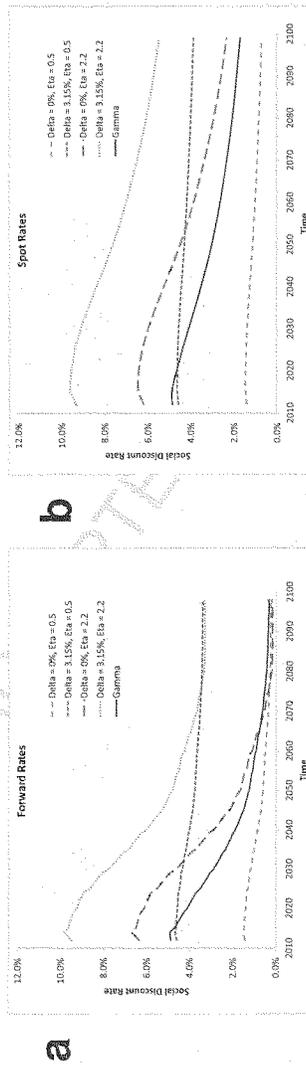 a
Forward Rates
12.0%
10.0%
8.0%
6.0%
4.0%
2.0%
0.0%
Social Discount Rate
2010 2020 2030 2040 2050 2060 2070 2080 2090 2100
Time
Delta = 0%, Eta = 0.5
Delta = 3.15%, Eta = 0.5
Delta = 0%, Eta = 2.2
Delta = 3.15%, Eta = 2.2
Gamma
b
Spot Rates
12.0%
10.0%
8.0%
6.0%
4.0%
2.0%
0.0%
Social Discount Rate
2010 2020 2030 2040 2050 2060 2070 2080 2090 2100
Time
Delta = 0%, Eta = 0.5
Delta = 3.15%, Eta = 0.5
Delta = 0%, Eta = 2.2
Delta = 3.15%, Eta = 2.2
Gamma